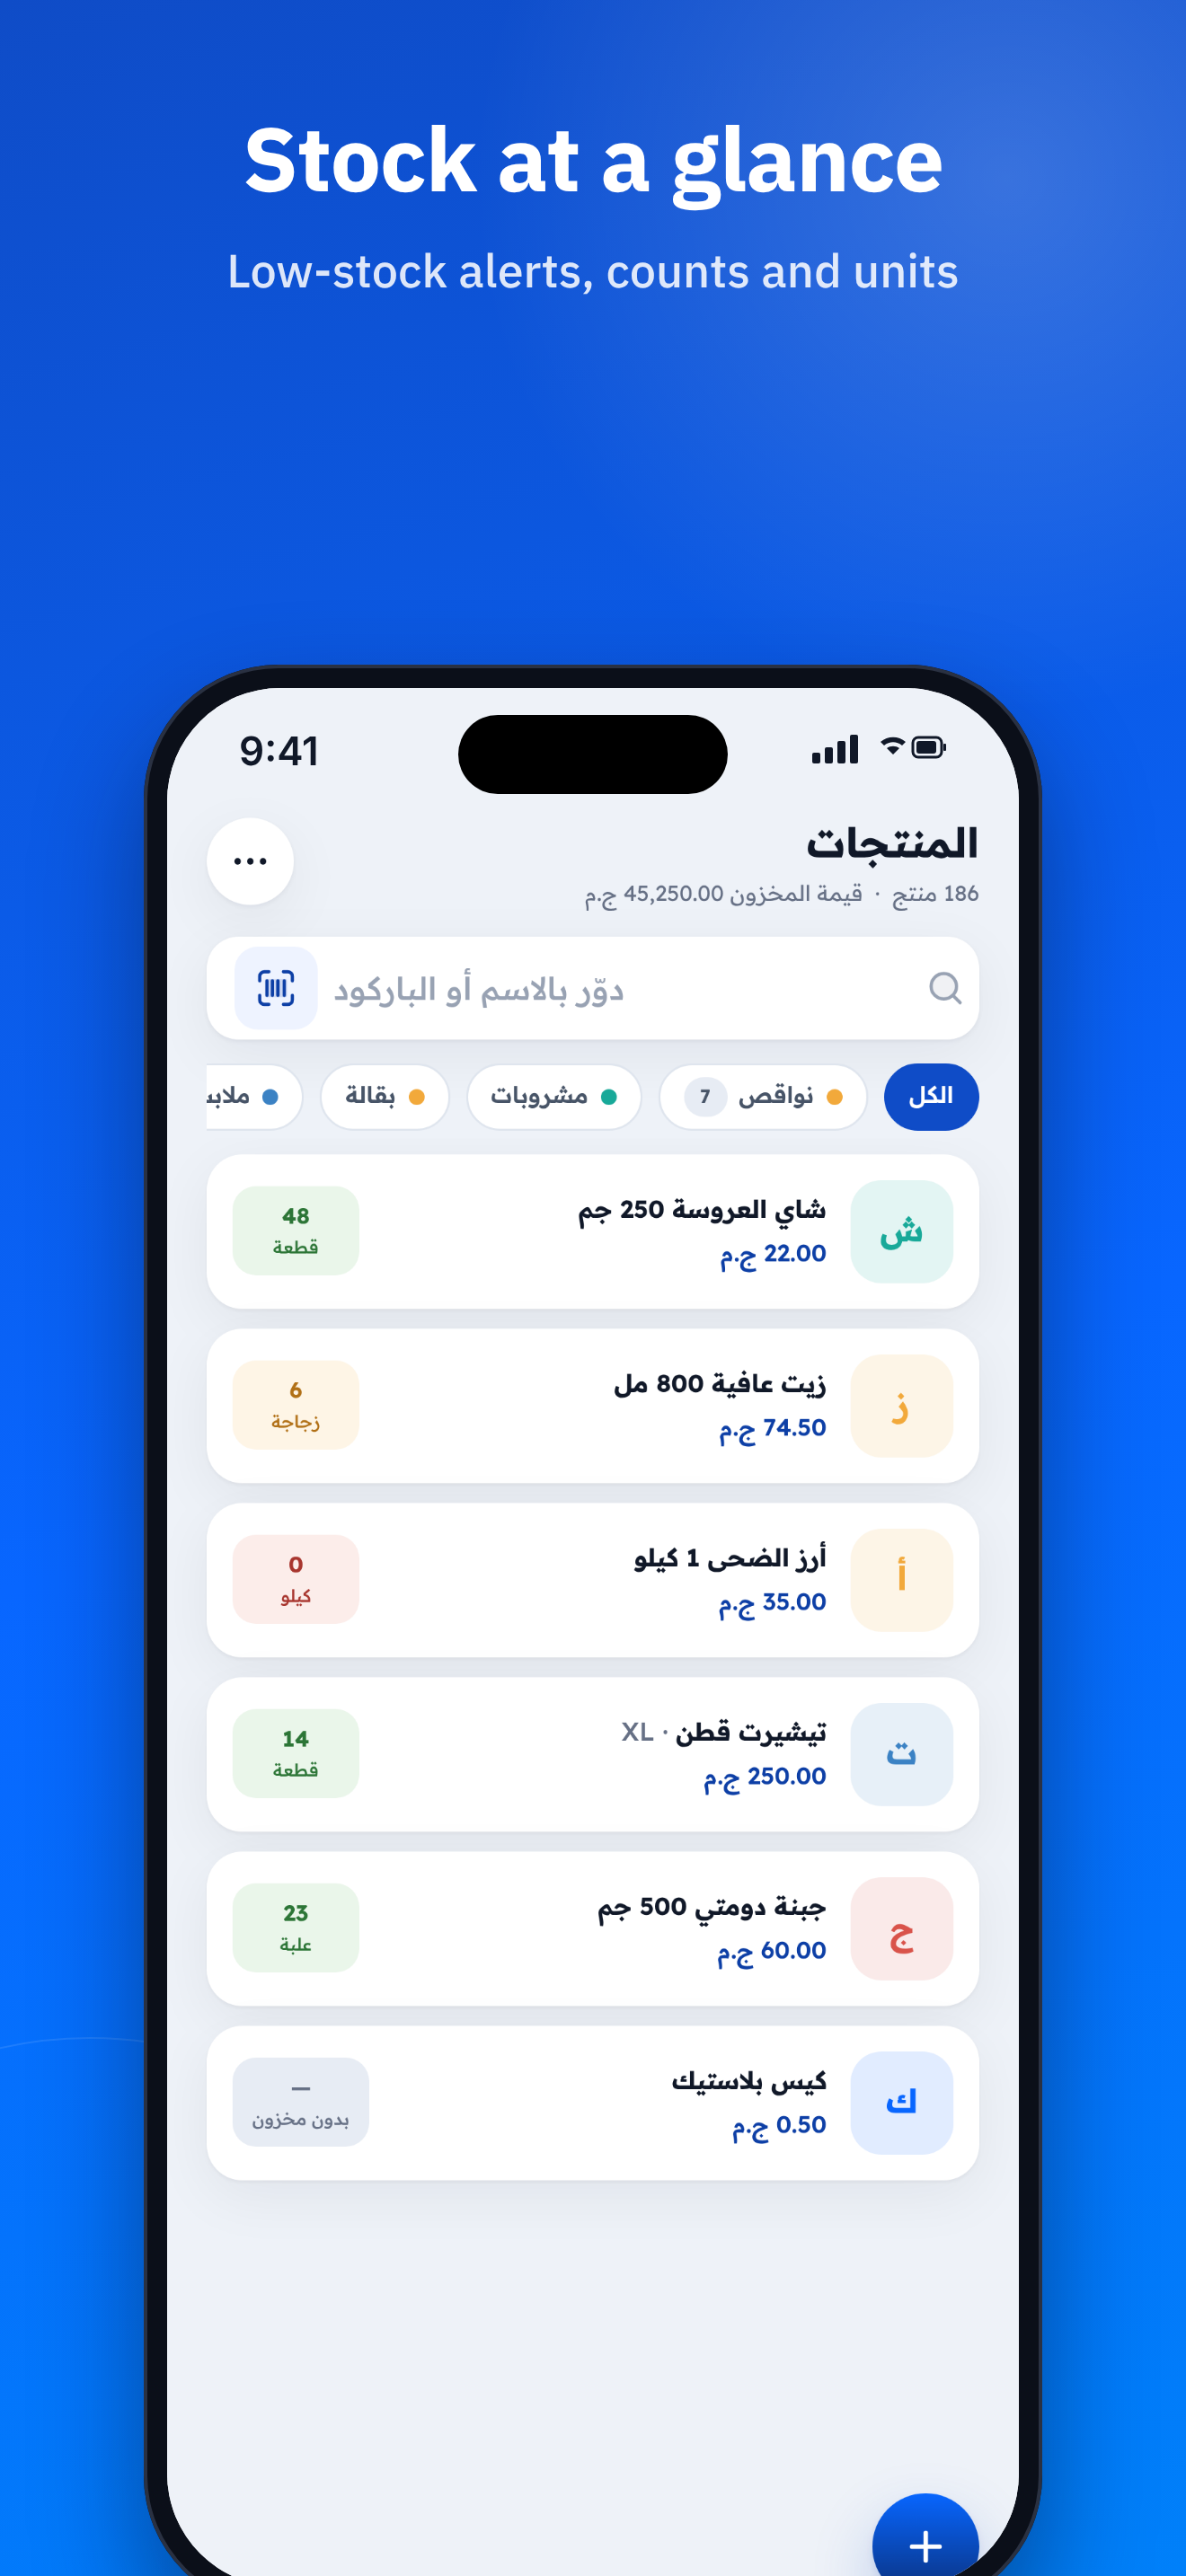 Stock at a glance
Low-stock alerts, counts and units
9:41
المنتجات
186 منتج · قيمة المخزون 45,250.00 ج.م
دوّر بالاسم أو الباركود
الكل
نواقص 7
مشروبات
بقالة
ش
شاي العروسة 250 جم
22.00 ج.م
48
قطعة
ز
زيت عافية 800 مل
74.50 ج.م
6
زجاجة
أ
أرز الضحى 1 كيلو
35.00 ج.م
0
كيلو
ت
تيشيرت قطن · XL
250.00 ج.م
14
قطعة
ج
جبنة دومتي 500 جم
60.00 ج.م
23
علبة
ك
كيس بلاستيك
0.50 ج.م
—
بدون مخزون